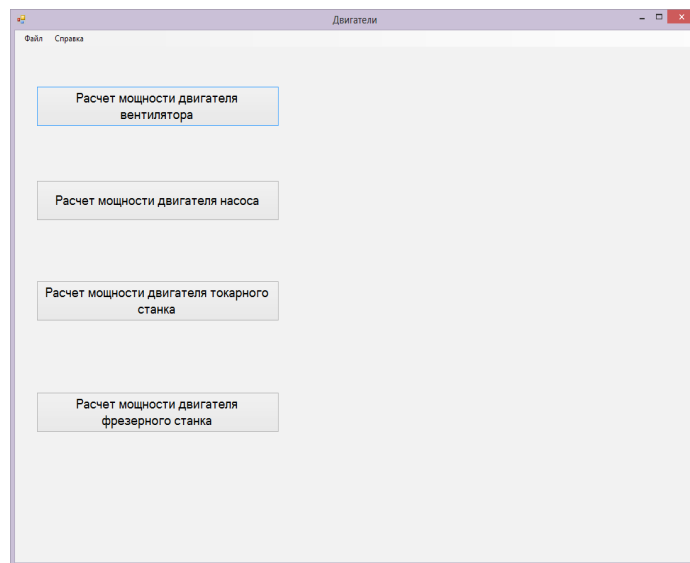 Двигатели
Файл Справка
Расчет мощности двигателя
вентилятора
Расчет мощности двигателя насоса
Расчет мощности двигателя токарного
станка
Расчет мощности двигателя
фрезерного станка